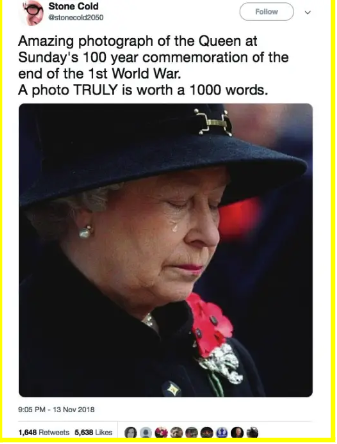 Stone Cold
@stonecold2050
Follow
Amazing photograph of the Queen at
Sunday's 100 year commemoration of the
end of the 1st World War.
A photo TRULY is worth a 1000 words.
9:05 PM - 13 Nov 2018
1,648 Retweets 5,638 Likes